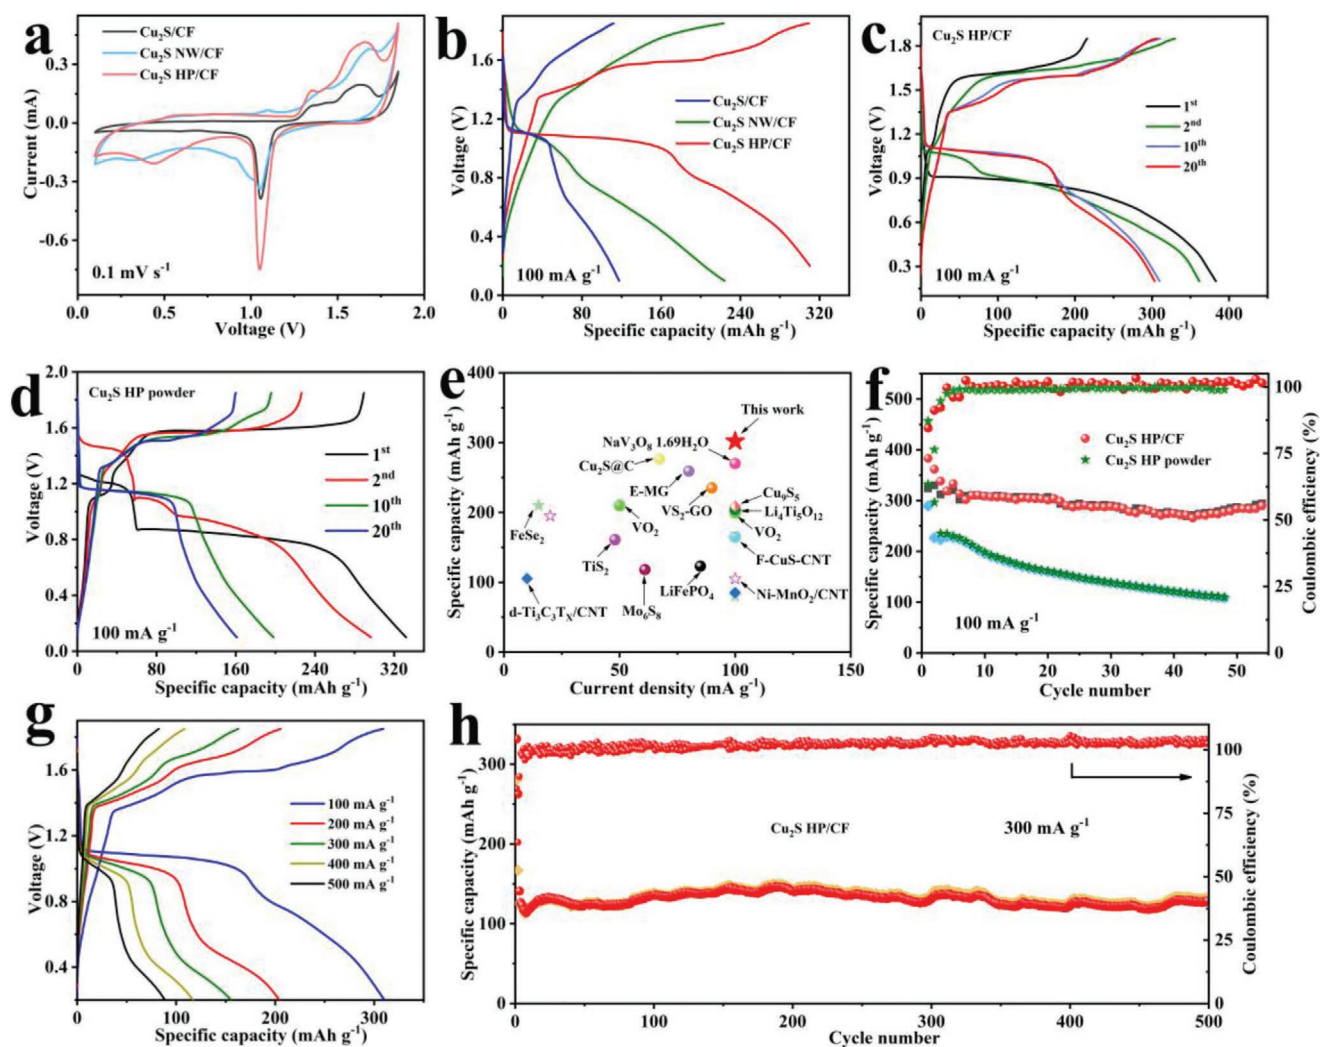 a
Cu₂S/CF
Cu₂S NW/CF
Cu₂S HP/CF
Current (mA)
0.3
0.0
-0.3
-0.6
0.1 mV s⁻¹
0.0 0.5 1.0 1.5 2.0
Voltage (V)
b
Voltage (V)
1.6
1.2
0.8
0.4
0.0
Cu₂S/CF
Cu₂S NW/CF
Cu₂S HP/CF
100 mA g⁻¹
0 80 160 240 310
Specific capacity (mAh g⁻¹)
c
Cu₂S HP/CF
Voltage (V)
1.8
1.5
1.2
0.9
0.6
0.3
1ˢᵗ
2ⁿᵈ
10ᵗʰ
20ᵗʰ
100 mA g⁻¹
0 100 200 300 400
Specific capacity (mAh g⁻¹)
d
Cu₂S HP powder
Voltage (V)
2.0
1.6
1.2
0.8
0.4
0.0
1ˢᵗ
2ⁿᵈ
10ᵗʰ
20ᵗʰ
100 mA g⁻¹
0 80 160 240 320
Specific capacity (mAh g⁻¹)
e
Specific capacity (mAh g⁻¹)
400
300
200
100
0
This work
NaV₃O₈ 1.69H₂O
Cu₂S@C
E-MG
VS₂-GO
Cu₉S₅
Li₄Ti₅O₁₂
VO₂
FeSe₂
VO₂
TiS₂
F-CuS-CNT
LiFePO₄
Ni-MnO₂/CNT
d-Ti₃C₃Tₓ/CNT
Mo₆S₈
0 50 100 150
Current density (mA g⁻¹)
f
Specific capacity (mAh g⁻¹)
500
400
300
200
100
0
Cu₂S HP/CF
Cu₂S HP powder
100 mA g⁻¹
100
75
50
25
0
Coulombic efficiency (%)
0 10 20 30 40 50
Cycle number
g
Voltage (V)
1.6
1.2
0.8
0.4
100 mA g⁻¹
200 mA g⁻¹
300 mA g⁻¹
400 mA g⁻¹
500 mA g⁻¹
0 100 200 300
Specific capacity (mAh g⁻¹)
h
Specific capacity (mAh g⁻¹)
300
250
200
150
100
50
0
Cu₂S HP/CF
300 mA g⁻¹
100
75
50
25
0
Coulombic efficiency (%)
0 100 200 300 400 500
Cycle number